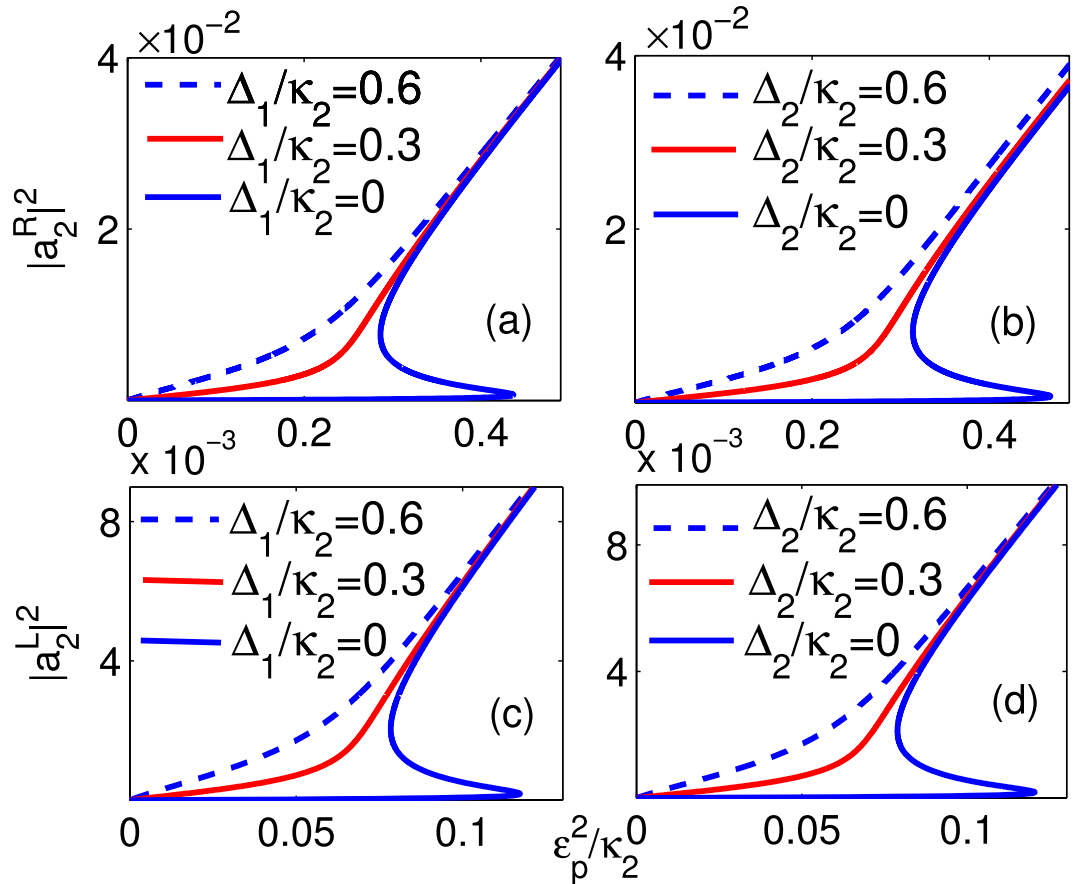 ×10⁻²
4
2
|a₂ᴿ|²
Δ₁/κ₂=0.6
Δ₁/κ₂=0.3
Δ₁/κ₂=0
(a)
0 0.2 0.4
×10⁻²
4
2
Δ₂/κ₂=0.6
Δ₂/κ₂=0.3
Δ₂/κ₂=0
(b)
0 0.2 0.4
x 10⁻³
8
4
|a₂ᴸ|²
Δ₁/κ₂=0.6
Δ₁/κ₂=0.3
Δ₁/κ₂=0
(c)
0 0.05 0.1
x 10⁻³
8
4
Δ₂/κ₂=0.6
Δ₂/κ₂=0.3
Δ₂/κ₂=0
(d)
0 0.05 0.1
εₚ²/κ₂